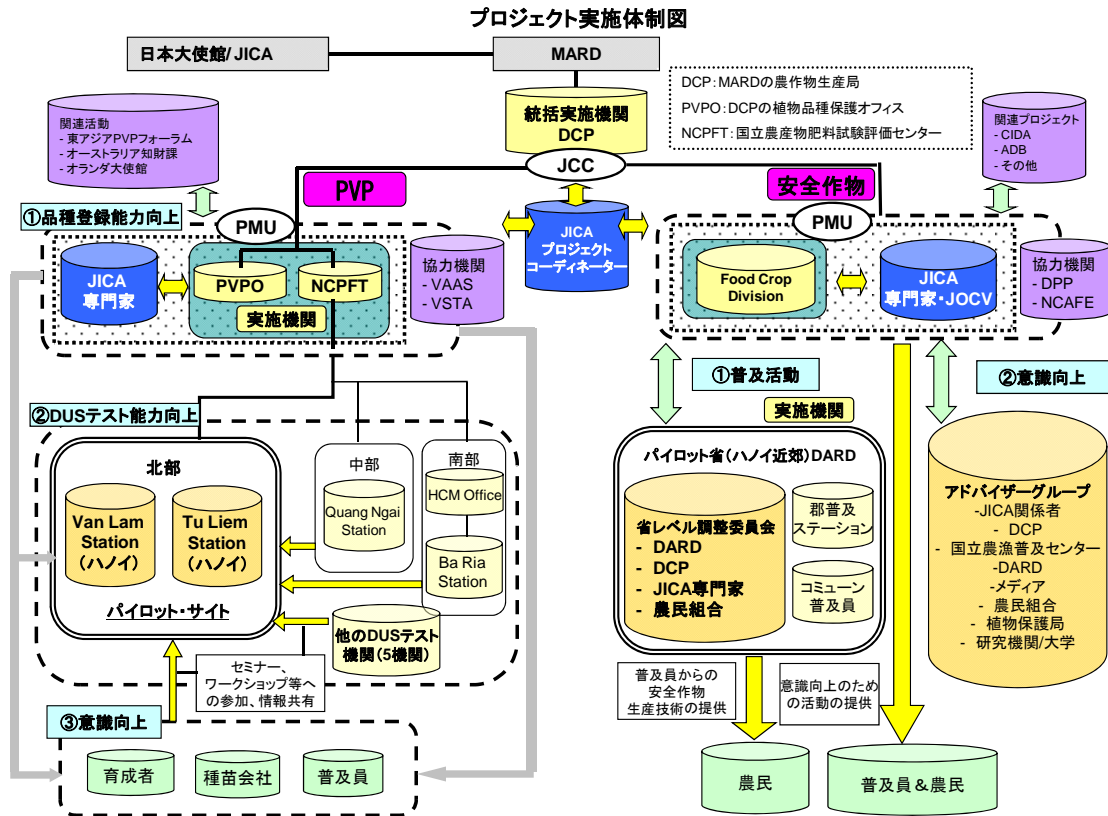 プロジェクト実施体制図
日本大使館/JICA
MARD
DCP:MARDの農作物生産局
PVPO:DCPの植物品種保護オフィス
NCPFT:国立農産物肥料試験評価センター
統括実施機関
DCP
JCC
関連活動
- 東アジアPVPフォーラム
- オーストラリア知財課
- オランダ大使館
関連プロジェクト
- CIDA
- ADB
- その他
PVP
安全作物
①品種登録能力向上
PMU
JICA
専門家
PVPO
NCPFT
実施機関
協力機関
- VAAS
- VSTA
JICA
プロジェクト
コーディネーター
PMU
Food Crop
Division
JICA
専門家・JOCV
協力機関
- DPP
- NCAFE
②DUSテスト能力向上
北部
Van Lam
Station
(ハノイ)
Tu Liem
Station
(ハノイ)
パイロット・サイト
中部
Quang Ngai
Station
南部
HCM Office
Ba Ria
Station
他のDUSテスト
機関(5機関)
セミナー、
ワークショップ等へ
の参加、情報共有
③意識向上
育成者
種苗会社
普及員
①普及活動
実施機関
②意識向上
パイロット省(ハノイ近郊)DARD
省レベル調整委員会
- DARD
- DCP
- JICA専門家
- 農民組合
郡普及
ステーション
コミューン
普及員
アドバイザーグループ
-JICA関係者
- DCP
- 国立農漁普及センター
-DARD
-メディア
- 農民組合
- 植物保護局
- 研究機関/大学
普及員からの
安全作物
生産技術の提供
意識向上のため
の活動の提供
農民
普及員&農民